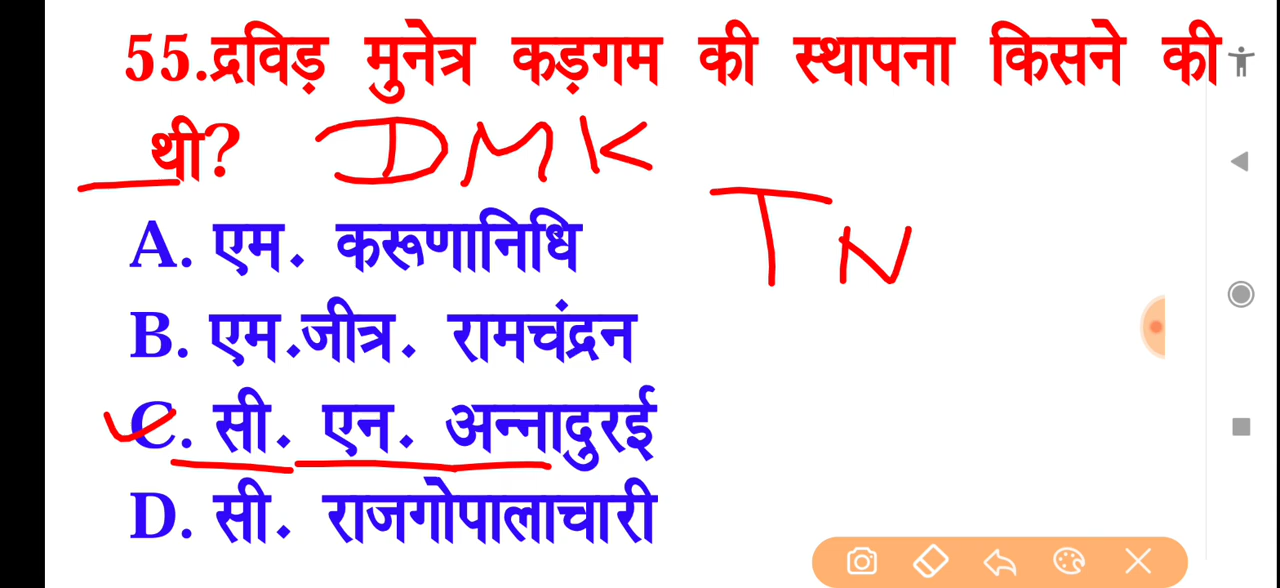 55.द्रविड़ मुनेत्र कड़गम की स्थापना किसने की
थी? DMK
TN
A. एम. करूणानिधि
B. एम.जीत्र. रामचंद्रन
C. सी. एन. अन्नादुरई
D. सी. राजगोपालाचारी